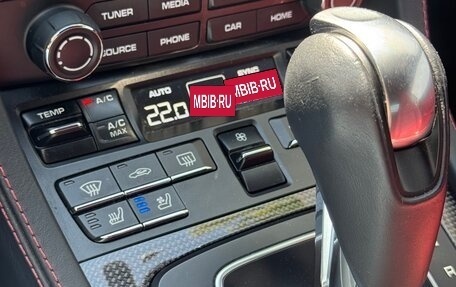 TUNER
MEDIA
SOURCE
PHONE
CAR
HOME
TEMP
A/C
A/C
MAX
AUTO
22.0
SYNC
MBIB.RU
MBIB.RU